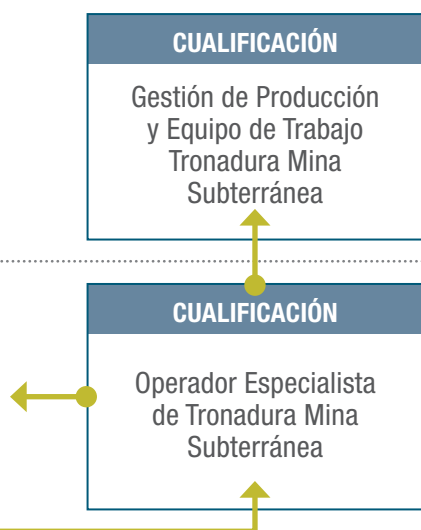 CUALIFICACIÓN
Gestión de Producción
y Equipo de Trabajo
Tronadura Mina
Subterránea
CUALIFICACIÓN
Operador Especialista
de Tronadura Mina
Subterránea